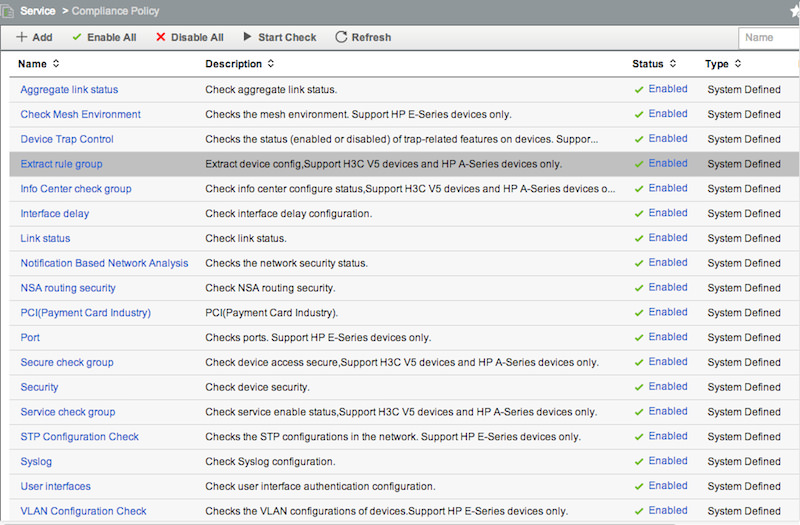 Service > Compliance Policy
Add Enable All Disable All Start Check Refresh Name
Name Description Status Type
Aggregate link status Check aggregate link status. Enabled System Defined
Check Mesh Environment Checks the mesh environment. Support HP E-Series devices only. Enabled System Defined
Device Trap Control Checks the status (enabled or disabled) of trap-related features on devices. Suppor... Enabled System Defined
Extract rule group Extract device config,Support H3C V5 devices and HP A-Series devices only. Enabled System Defined
Info Center check group Check info center configure status,Support H3C V5 devices and HP A-Series devices o... Enabled System Defined
Interface delay Check interface delay configuration. Enabled System Defined
Link status Check link status. Enabled System Defined
Notification Based Network Analysis Checks the network security status. Enabled System Defined
NSA routing security Check NSA routing security. Enabled System Defined
PCI(Payment Card Industry) PCI(Payment Card Industry). Enabled System Defined
Port Checks ports. Support HP E-Series devices only. Enabled System Defined
Secure check group Check device access secure,Support H3C V5 devices and HP A-Series devices only. Enabled System Defined
Security Check device security. Enabled System Defined
Service check group Check service enable status,Support H3C V5 devices and HP A-Series devices only. Enabled System Defined
STP Configuration Check Checks the STP configurations in the network. Support HP E-Series devices only. Enabled System Defined
Syslog Check Syslog configuration. Enabled System Defined
User interfaces Check user interface authentication configuration. Enabled System Defined
VLAN Configuration Check Checks the VLAN configurations of devices.Support HP E-Series devices only. Enabled System Defined